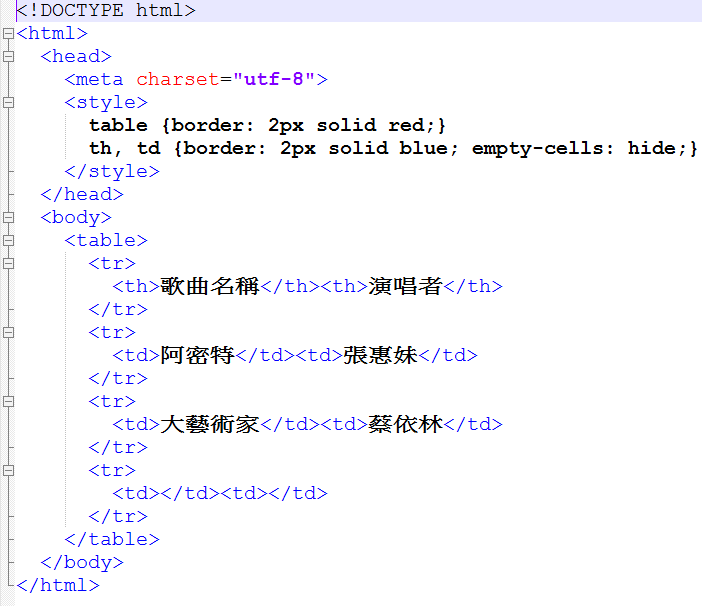 <!DOCTYPE html>
<html>
<head>
<meta charset="utf-8">
<style>
table {border: 2px solid red;}
th, td {border: 2px solid blue; empty-cells: hide;}
</style>
</head>
<body>
<table>
<tr>
<th>歌曲名稱</th><th>演唱者</th>
</tr>
<tr>
<td>阿密特</td><td>張惠妹</td>
</tr>
<tr>
<td>大藝術家</td><td>蔡依林</td>
</tr>
<tr>
<td></td><td></td>
</tr>
</table>
</body>
</html>